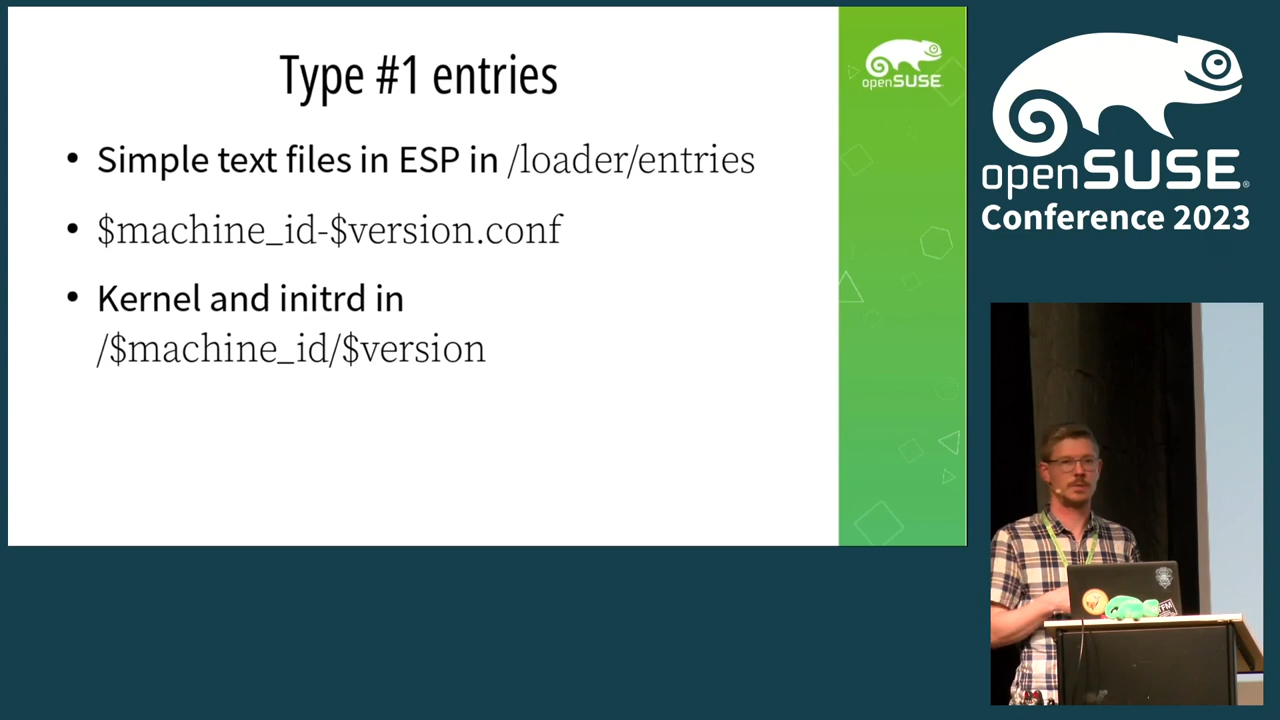 Type #1 entries
• Simple text files in ESP in /loader/entries
• $machine_id-$version.conf
• Kernel and initrd in
/$machine_id/$version
openSUSE
openSUSE
Conference 2023